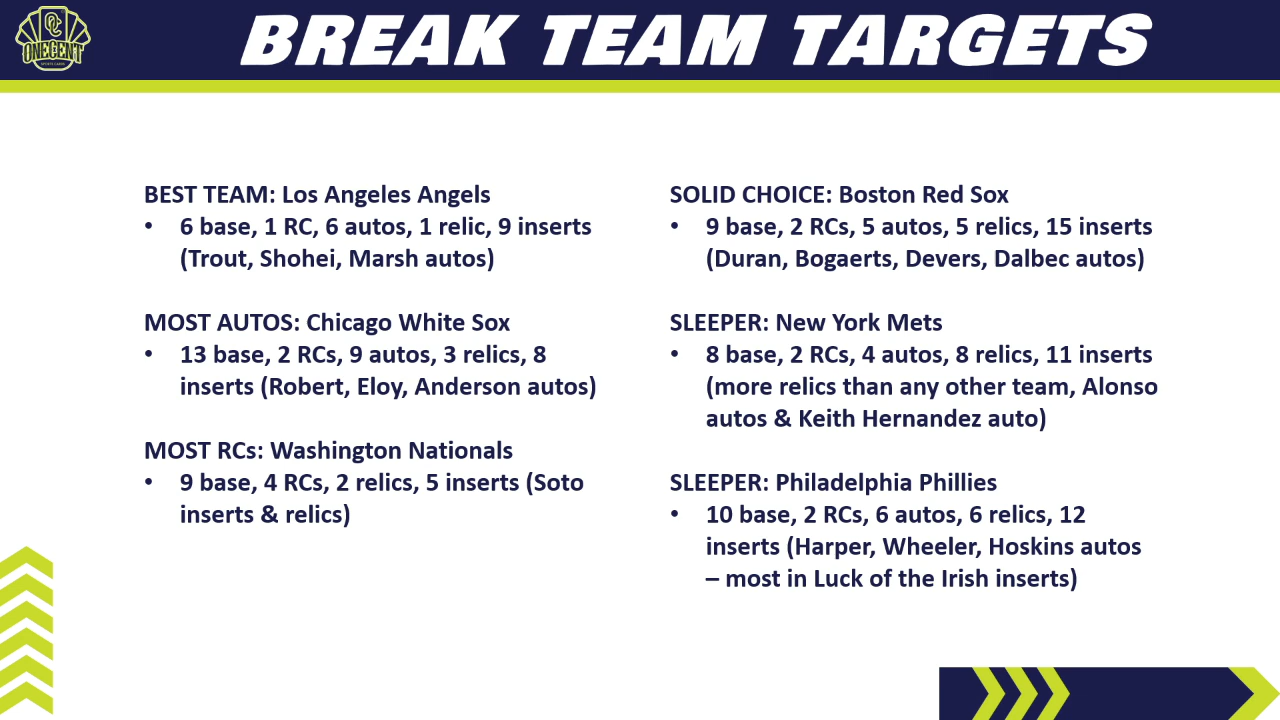 BREAK TEAM TARGETS
OC
ONEGENT
SPORTS CARDS
BEST TEAM: Los Angeles Angels
• 6 base, 1 RC, 6 autos, 1 relic, 9 inserts
(Trout, Shohei, Marsh autos)
MOST AUTOS: Chicago White Sox
• 13 base, 2 RCs, 9 autos, 3 relics, 8
inserts (Robert, Eloy, Anderson autos)
MOST RCs: Washington Nationals
• 9 base, 4 RCs, 2 relics, 5 inserts (Soto
inserts & relics)
SOLID CHOICE: Boston Red Sox
• 9 base, 2 RCs, 5 autos, 5 relics, 15 inserts
(Duran, Bogaerts, Devers, Dalbec autos)
SLEEPER: New York Mets
• 8 base, 2 RCs, 4 autos, 8 relics, 11 inserts
(more relics than any other team, Alonso
autos & Keith Hernandez auto)
SLEEPER: Philadelphia Phillies
• 10 base, 2 RCs, 6 autos, 6 relics, 12
inserts (Harper, Wheeler, Hoskins autos
– most in Luck of the Irish inserts)